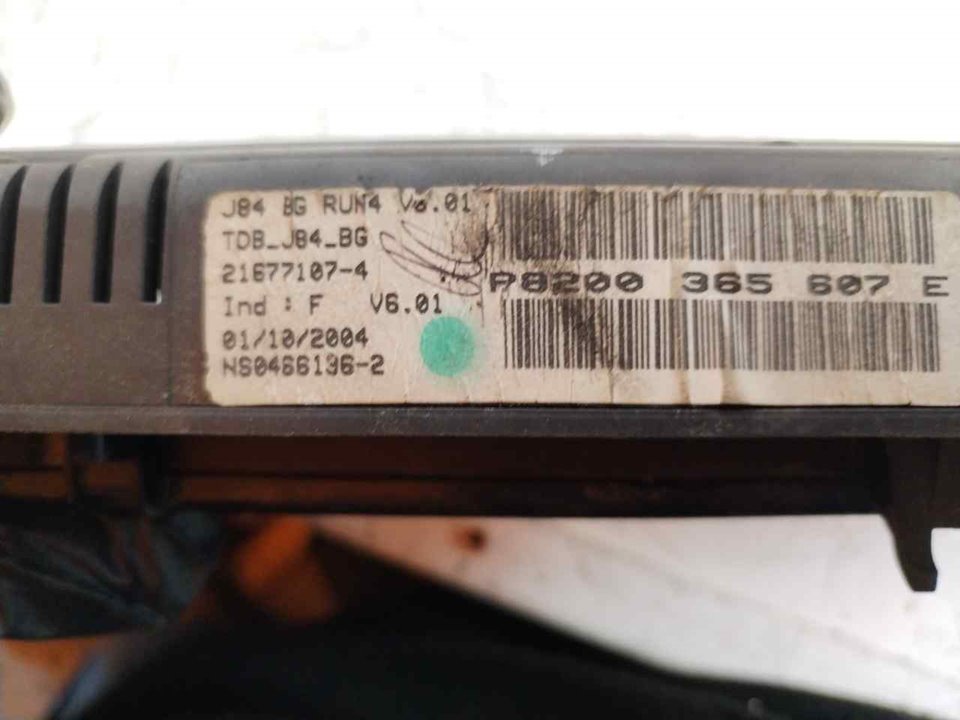 J84 BG RUN4 V6.01
TDB_J84_BG
21677107-4
Ind : F V6.01
01/10/2004
NS0466136-2
P8200 365 607 E